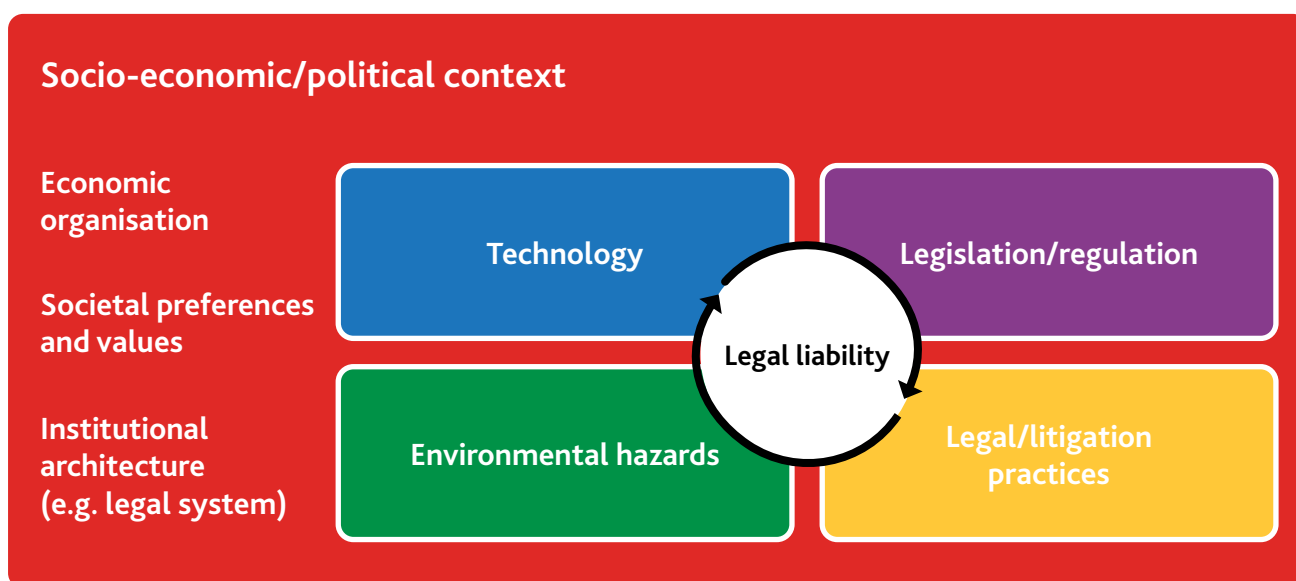 Socio-economic/political context
Economic
organisation
Societal preferences
and values
Institutional
architecture
(e.g. legal system)
Technology
Legislation/regulation
Legal liability
Environmental hazards
Legal/litigation
practices